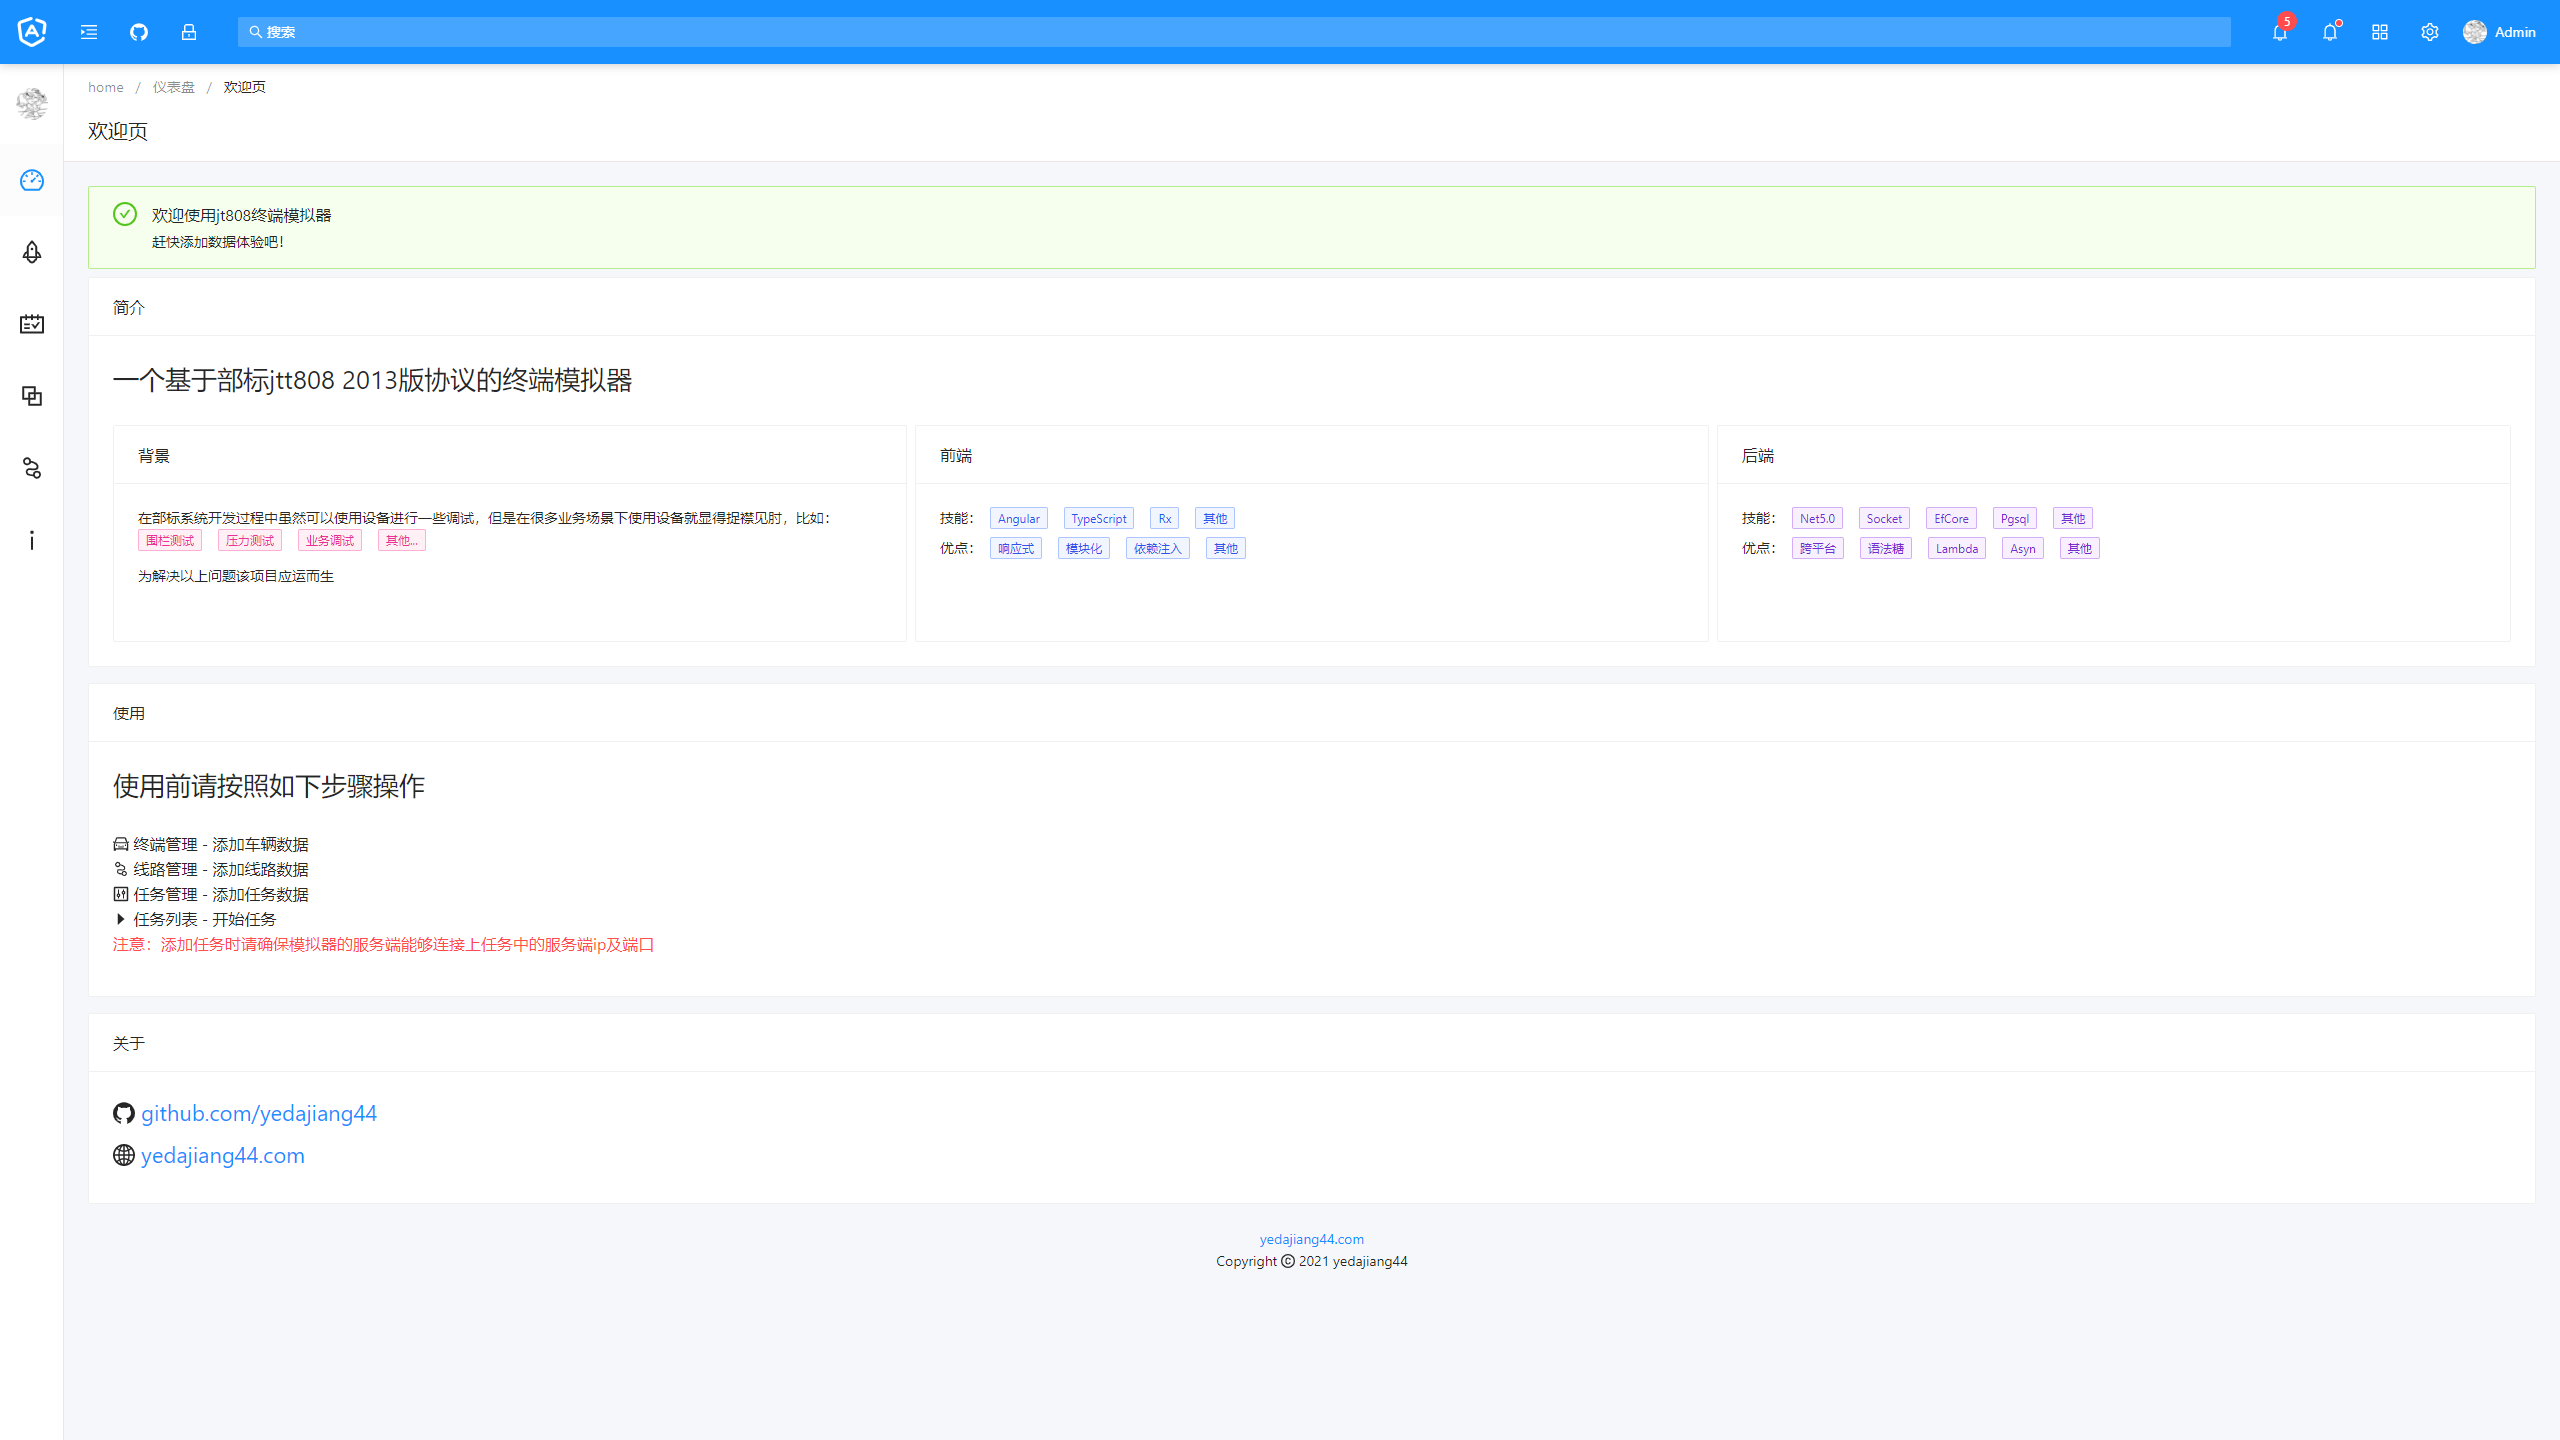 搜索
5
Admin
home / 仪表盘 / 欢迎页
欢迎页
欢迎使用jt808终端模拟器
赶快添加数据体验吧！
简介
一个基于部标jtt808 2013版协议的终端模拟器
背景
在部标系统开发过程中虽然可以使用设备进行一些调试，但是在很多业务场景下使用设备就显得捉襟见肘，比如：
围栏测试 压力测试 业务调试 其他...
为解决以上问题该项目应运而生
前端
技能： Angular TypeScript Rx 其他
优点： 响应式 模块化 依赖注入 其他
后端
技能： Net5.0 Socket EfCore Pgsql 其他
优点： 跨平台 语法糖 Lambda Asyn 其他
使用
使用前请按照如下步骤操作
终端管理 - 添加车辆数据
线路管理 - 添加线路数据
任务管理 - 添加任务数据
任务列表 - 开始任务
注意：添加任务时请确保模拟器的服务端能够连接上任务中的服务端ip及端口
关于
github.com/yedajiang44
yedajiang44.com
yedajiang44.com
Copyright © 2021 yedajiang44